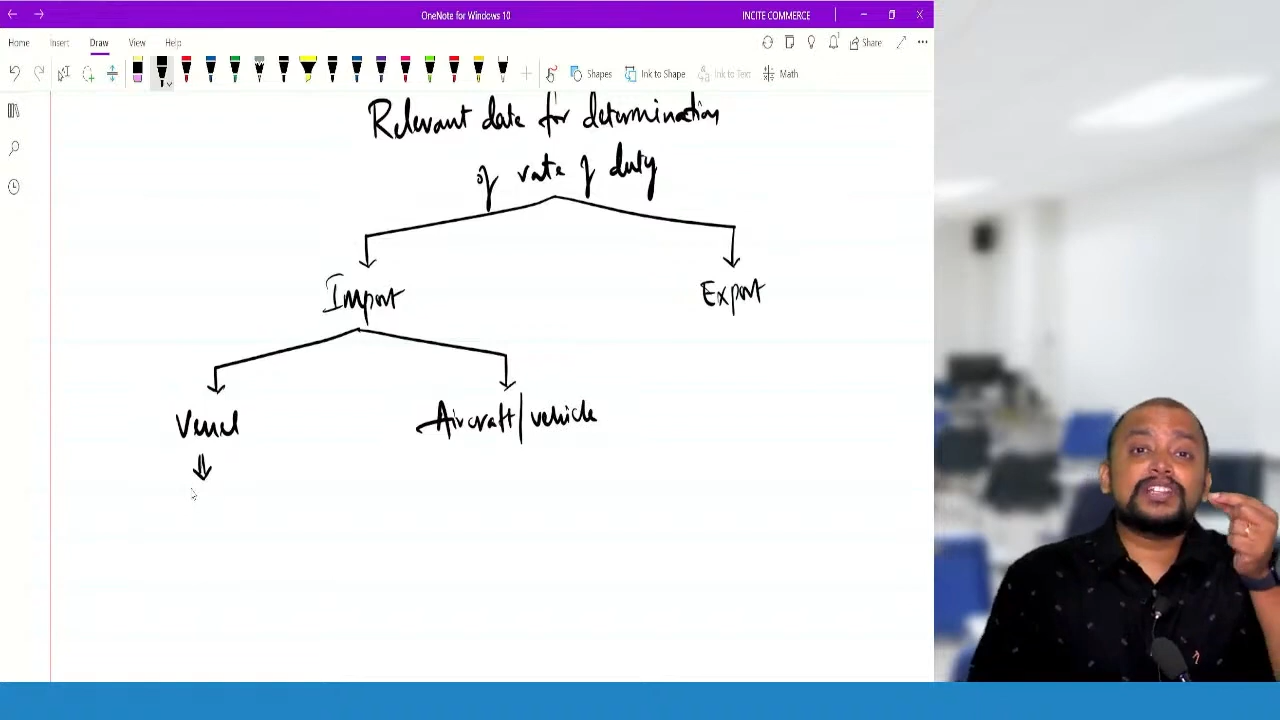 OneNote for Windows 10
INCITE COMMERCE
Home Insert Draw View Help
Share
Shapes Ink to Shape Ink to Text Math
Relevant date for determination
of rate of duty
Import Export
Vessel Aircraft/vehicle